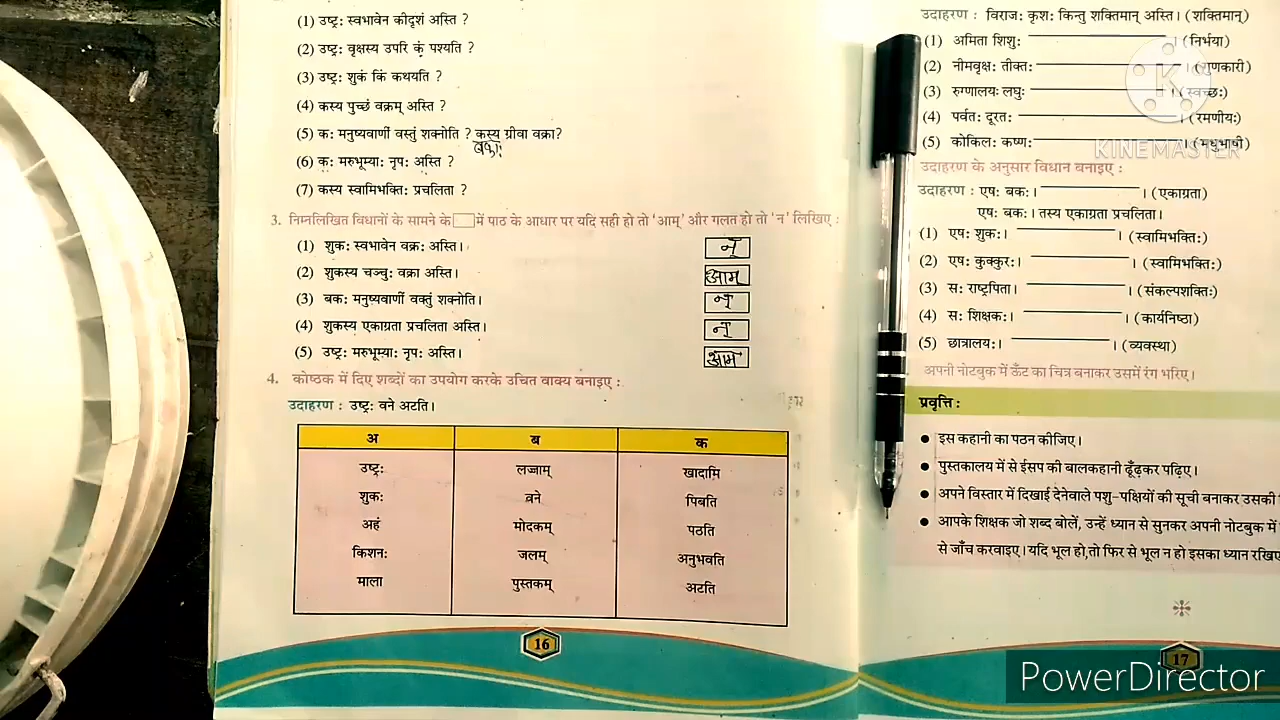 (1) उष्ट्रः स्वभावेन कीदृशं अस्ति ?
(2) उष्ट्रः वृक्षस्य उपरि कं पश्यति ?
(3) उष्ट्रः शुकं किं कथयति ?
(4) कस्य पुच्छं वक्रम् अस्ति ?
(5) कः मनुष्यवाणीं वस्तुं शक्नोति ? कस्य ग्रीवा वक्रा?
(6) कः मरुभूम्याः नृपः अस्ति ?
(7) कस्य स्वामिभक्तिः प्रचलिता ?
3. निम्नलिखित विधानों के सामने के में पाठ के आधार पर यदि सही हो तो 'आम्' और गलत हो तो 'न' लिखिए :
(1) शुकः स्वभावेन वक्रः अस्ति। न
(2) शुकस्य चञ्चुः वक्रा अस्ति। आम्
(3) बकः मनुष्यवाणीं वक्तुं शक्नोति। न
(4) शुकस्य एकाग्रता प्रचलिता अस्ति। न
(5) उष्ट्रः मरुभूम्याः नृपः अस्ति। आम
4. कोष्ठक में दिए शब्दों का उपयोग करके उचित वाक्य बनाइए :
उदाहरण : उष्ट्रः वने अटति।
अ ब क
उष्ट्रः लज्जाम् खादामि
शुकः वने पिबति
अहं मोदकम् पठति
किशनः जलम् अनुभवति
माला पुस्तकम् अटति
16
उदाहरण : विराजः कृशः किन्तु शक्तिमान् अस्ति। (शक्तिमान्)
(1) अमिता शिशुः । (निर्भया)
(2) नीमवृक्षः तीक्तः । (गुणकारी)
(3) रुग्णालयः लघुः । (स्वच्छः)
(4) पर्वतः दूरतः । (रमणीयः)
(5) कोकिलः कष्णः । (मधुभाषी)
उदाहरण के अनुसार विधान बनाइए :
उदाहरण : एषः बकः। । (एकाग्रता)
एषः बकः। तस्य एकाग्रता प्रचलिता।
(1) एषः शुकः। । (स्वामिभक्तिः)
(2) एषः कुक्कुरः। । (स्वामिभक्तिः)
(3) सः राष्ट्रपिता। । (संकल्पशक्तिः)
(4) सः शिक्षकः। । (कार्यनिष्ठा)
(5) छात्रालयः। । (व्यवस्था)
अपनी नोटबुक में ऊँट का चित्र बनाकर उसमें रंग भरिए।
प्रवृत्ति :
● इस कहानी का पठन कीजिए।
● पुस्तकालय में से ईसप की बालकहानी ढूँढ़कर पढ़िए।
● अपने विस्तार में दिखाई देनेवाले पशु-पक्षियों की सूची बनाकर उसकी
● आपके शिक्षक जो शब्द बोलें, उन्हें ध्यान से सुनकर अपनी नोटबुक में
से जाँच करवाइए। यदि भूल हो, तो फिर से भूल न हो इसका ध्यान रखिए
17
K
KINEMASTER
PowerDirector